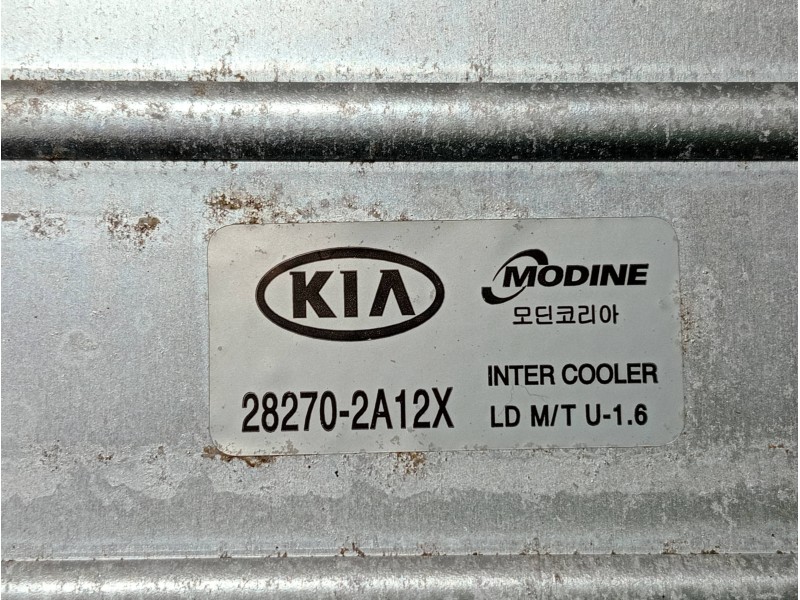 KIA
MODINE
모딘코리아
28270-2A12X
INTER COOLER
LD M/T U-1.6